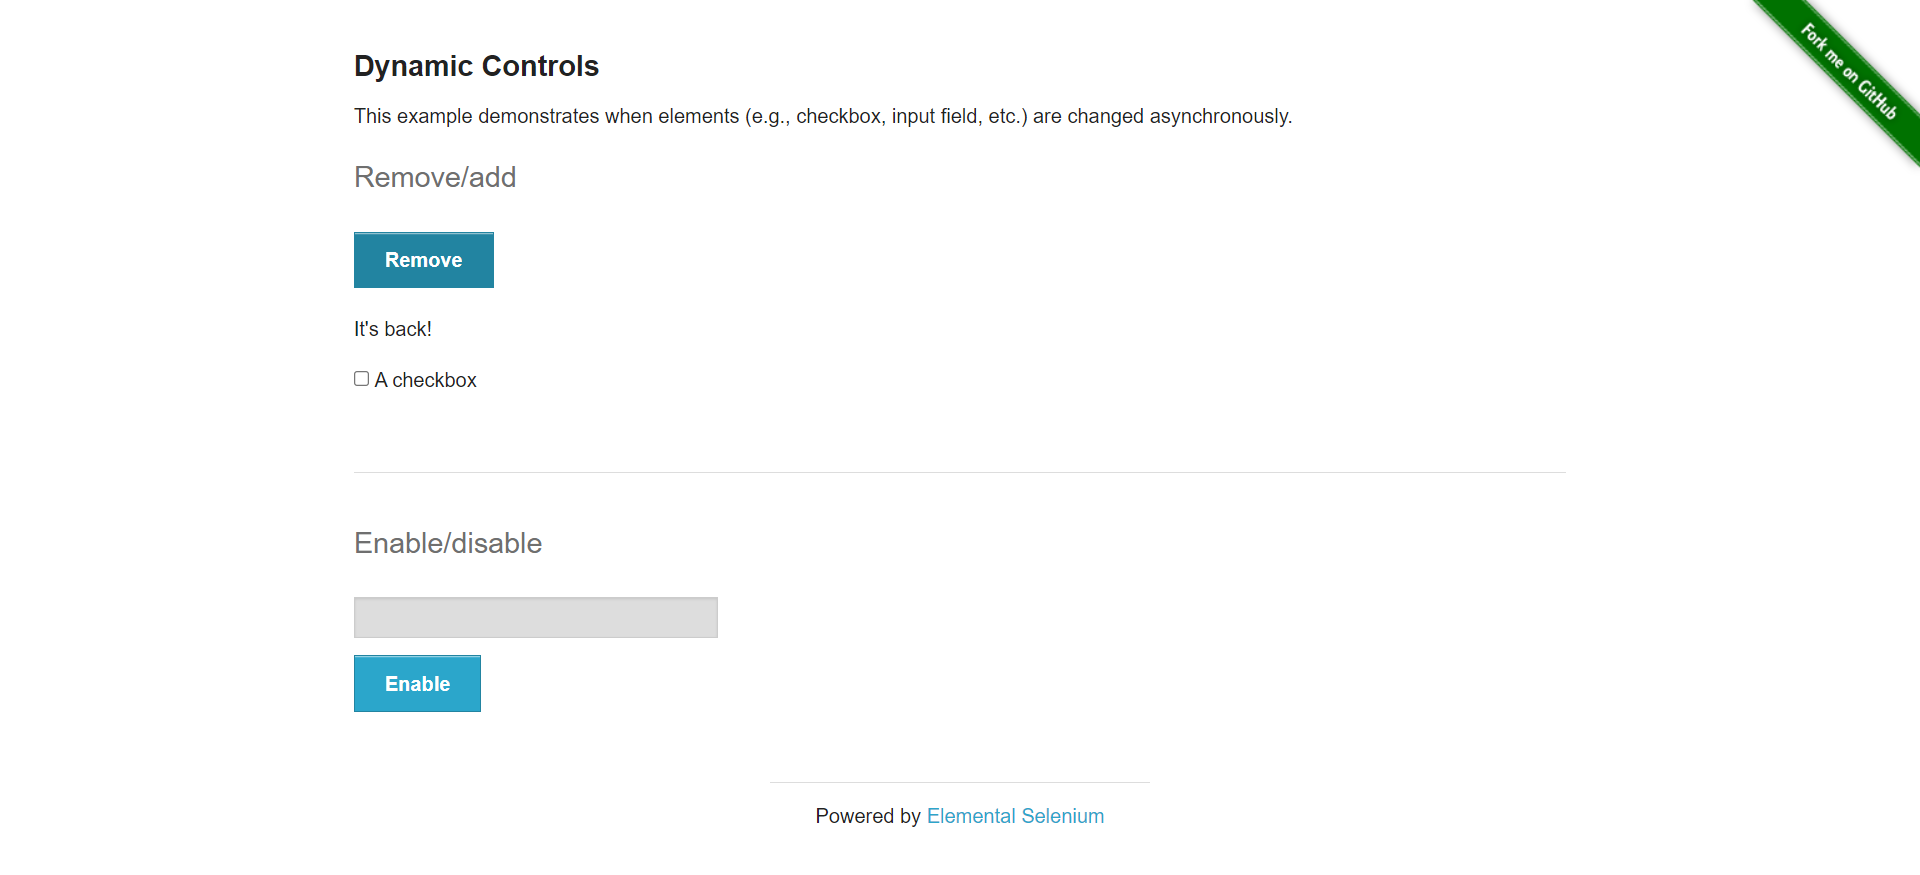 Dynamic Controls
This example demonstrates when elements (e.g., checkbox, input field, etc.) are changed asynchronously.
Remove/add
Remove
It's back!
A checkbox
Enable/disable
Enable
Powered by Elemental Selenium
Fork me on GitHub